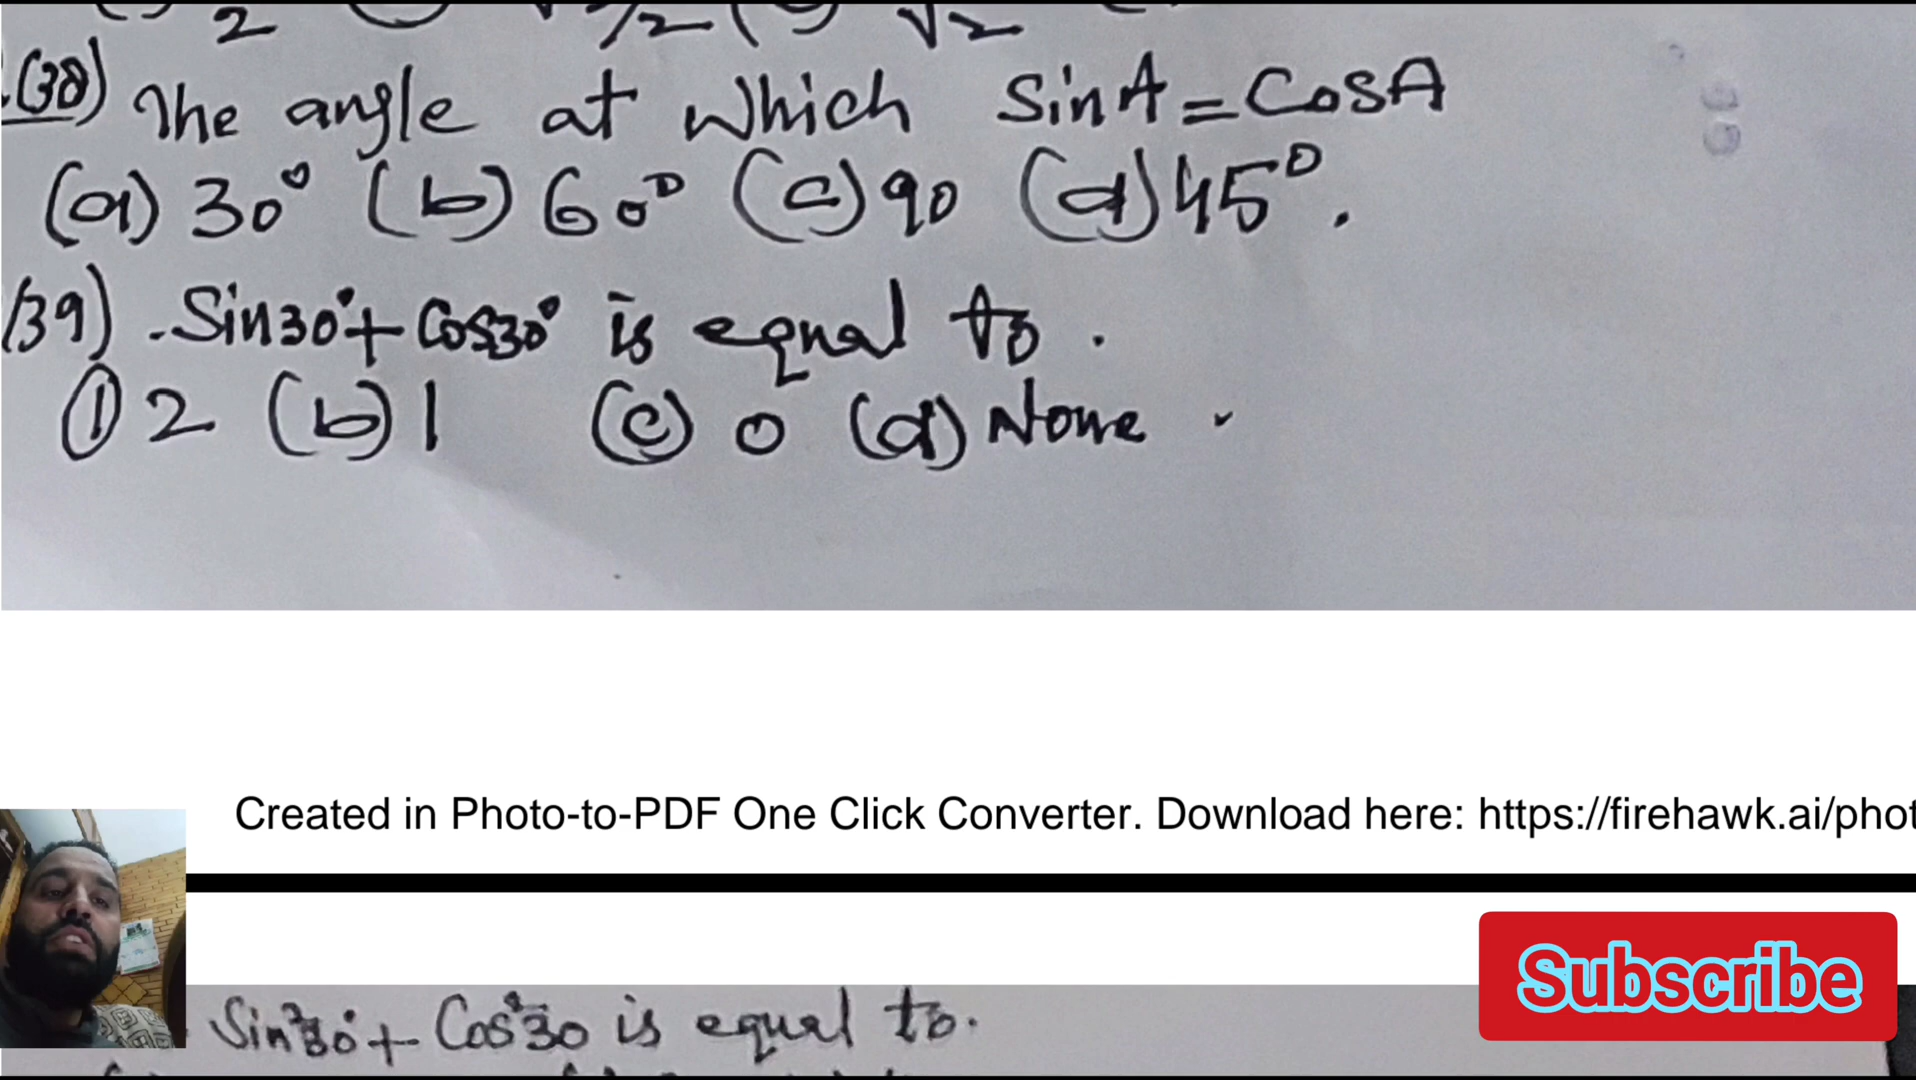 (38) The angle at which SinA = CosA
(a) 30° (b) 60° (c) 90 (d) 45°.
(39) . Sin30° + Cos30° is equal to .
① 2 (b) 1 (c) 0 (d) None .
Created in Photo-to-PDF One Click Converter. Download here: https://firehawk.ai/phot
Subscribe
Sin²30° + Cos²30 is equal to.